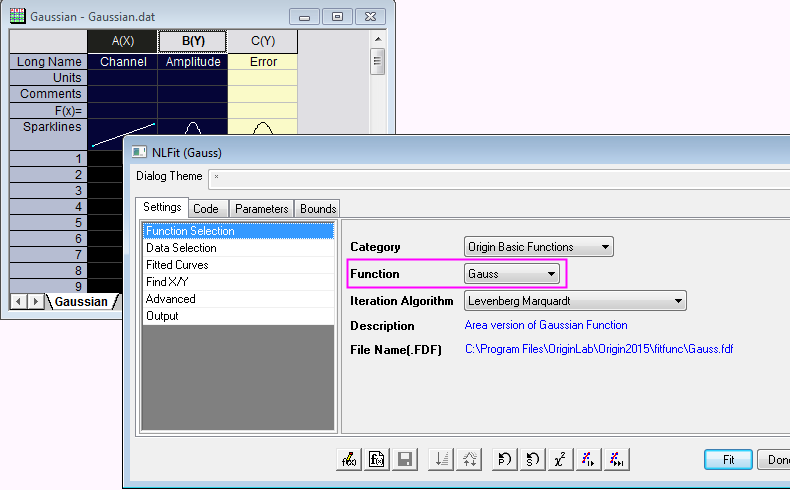 Gaussian - Gaussian.dat
A(X) B(Y) C(Y)
Long Name Channel Amplitude Error
Units
Comments
F(x)=
Sparklines
1
2
3
4
5
6
7
8
9
Gaussian
NLFit (Gauss)
Dialog Theme *
Settings Code Parameters Bounds
Function Selection
Data Selection
Fitted Curves
Find X/Y
Advanced
Output
Category Origin Basic Functions
Function Gauss
Iteration Algorithm Levenberg Marquardt
Description Area version of Gaussian Function
File Name(.FDF) C:\Program Files\OriginLab\Origin2015\fitfunc\Gauss.fdf
Fit Done